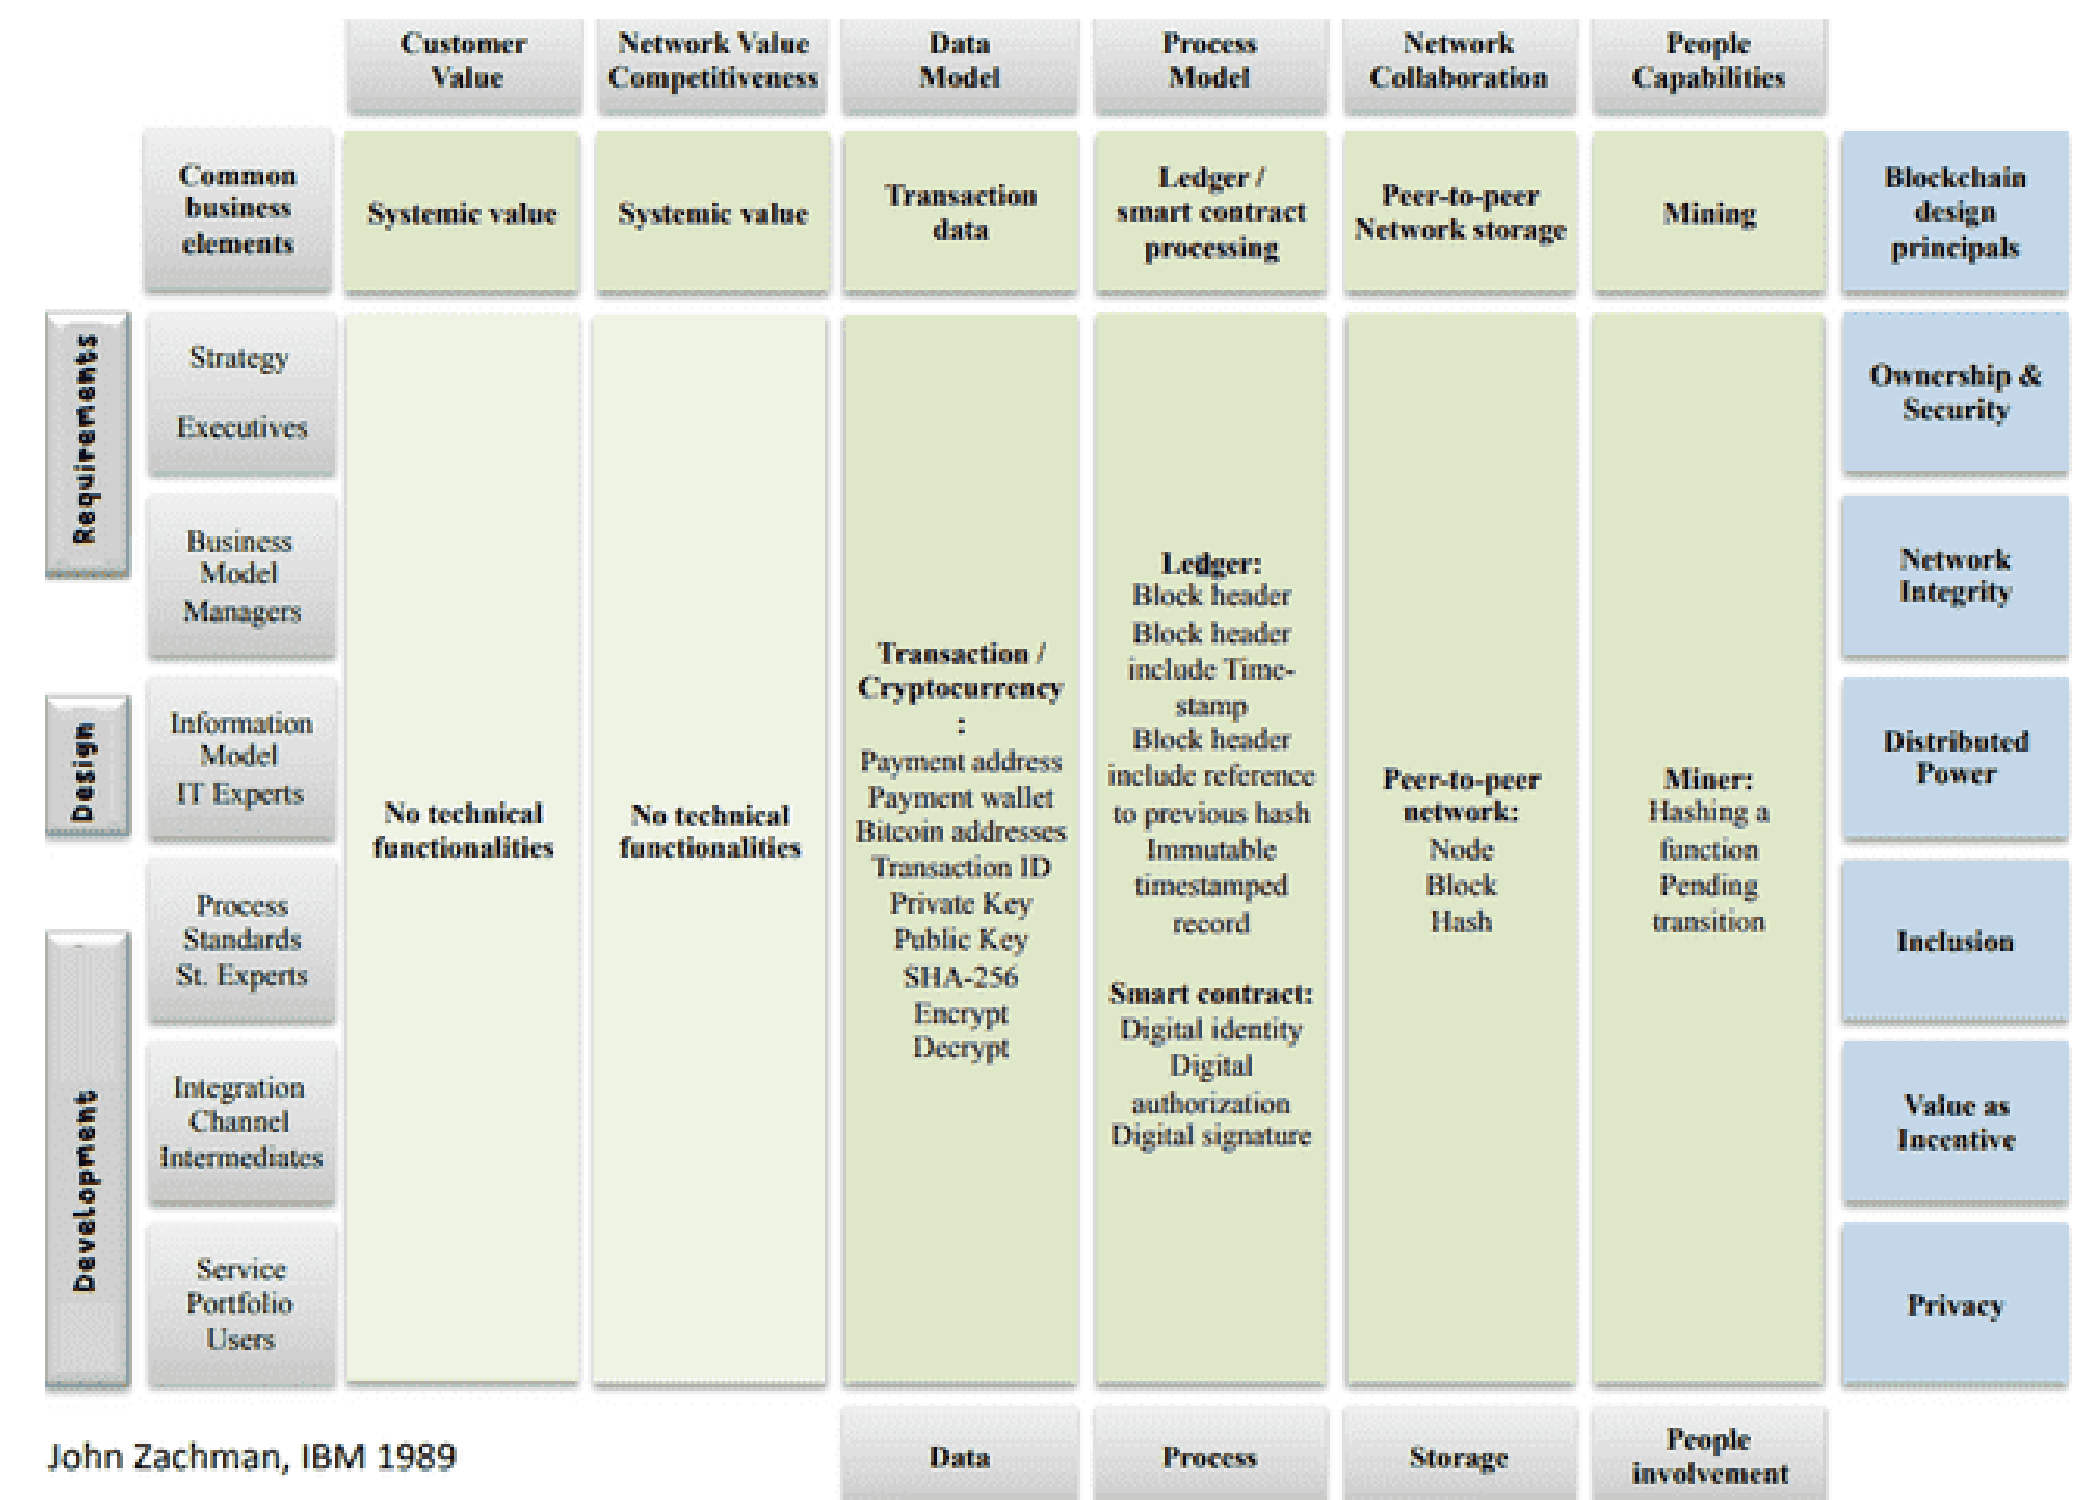 Customer
Value
Network Value
Competitiveness
Data
Model
Process
Model
Network
Collaboration
People
Capabilities
Common
business
elements
Systemic value
Systemic value
Transaction
data
Ledger /
smart contract
processing
Peer-to-peer
Network storage
Mining
Blockchain
design
principals
Requirements
Design
Development
Strategy
Executives
Business
Model
Managers
Information
Model
IT Experts
Process
Standards
St. Experts
Integration
Channel
Intermediates
Service
Portfolio
Users
No technical
functionalities
No technical
functionalities
Transaction /
Cryptocurrency
:
Payment address
Payment wallet
Bitcoin addresses
Transaction ID
Private Key
Public Key
SHA-256
Encrypt
Decrypt
Ledger:
Block header
Block header
include Time-
stamp
Block header
include reference
to previous hash
Immutable
timestamped
record
Smart contract:
Digital identity
Digital
authorization
Digital signature
Peer-to-peer
network:
Node
Block
Hash
Miner:
Hashing a
function
Pending
transition
Ownership &
Security
Network
Integrity
Distributed
Power
Inclusion
Value as
Incentive
Privacy
John Zachman, IBM 1989
Data
Process
Storage
People
involvement